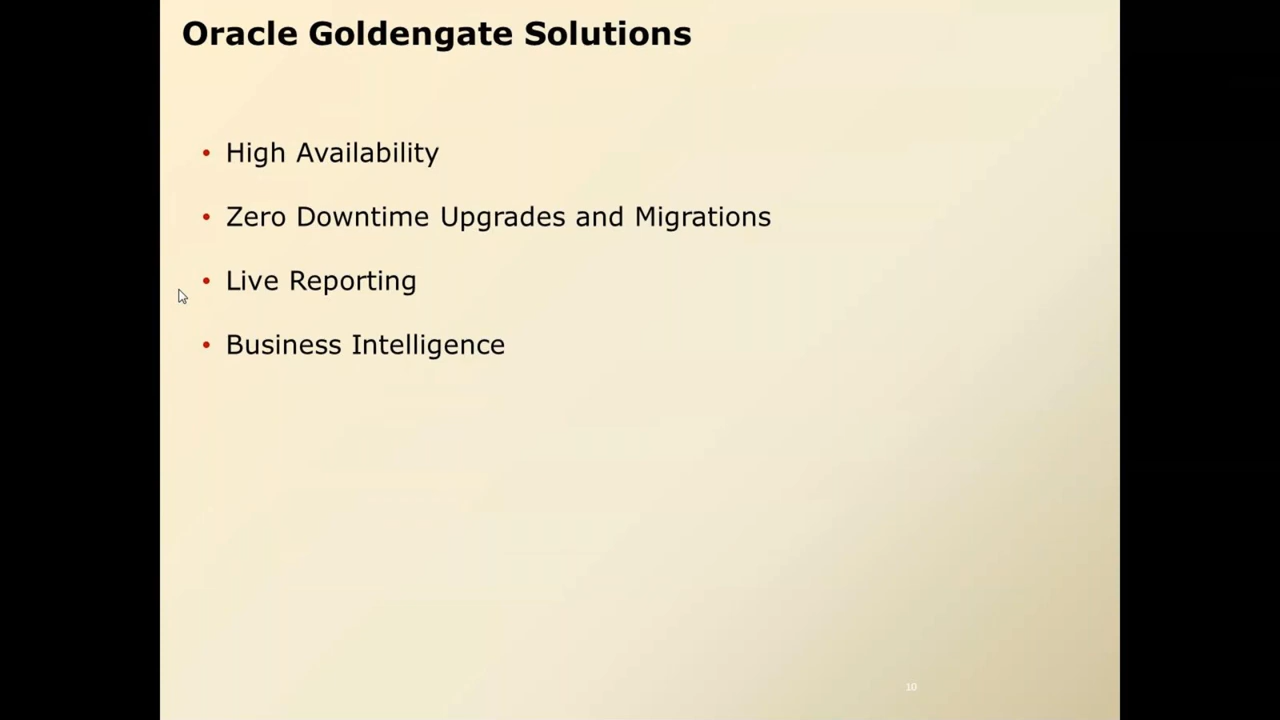 Oracle Goldengate Solutions
• High Availability
• Zero Downtime Upgrades and Migrations
• Live Reporting
• Business Intelligence
10